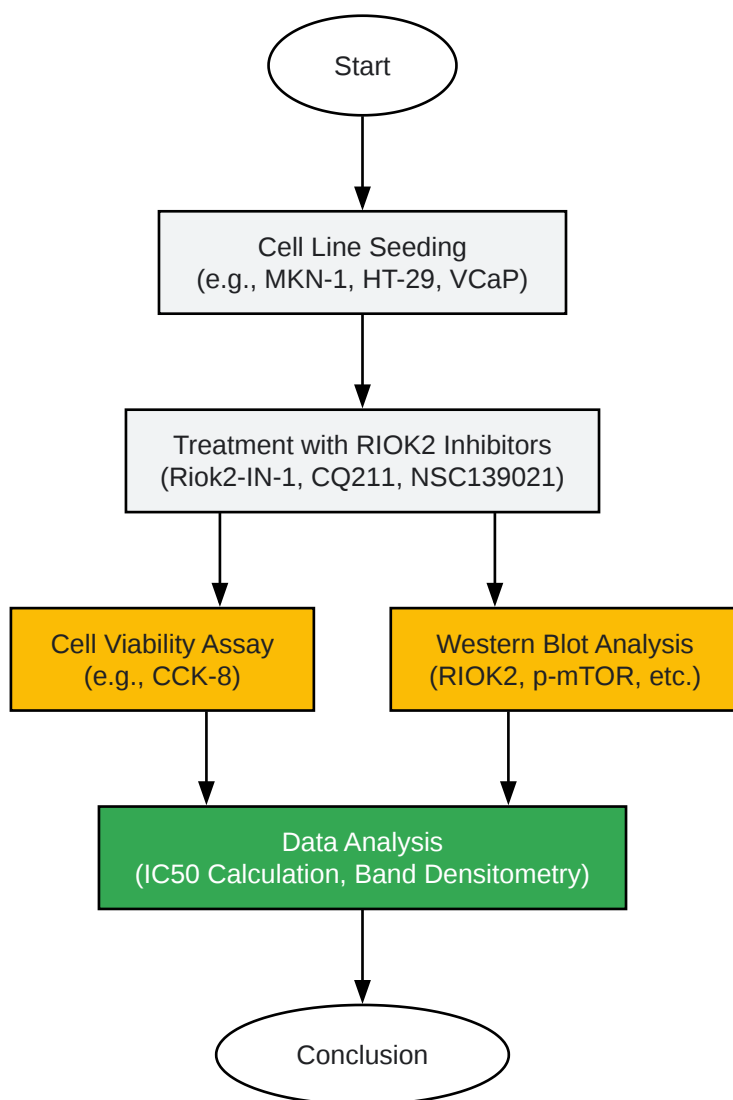 Start
Cell Line Seeding
(e.g., MKN-1, HT-29, VCaP)
Treatment with RIOK2 Inhibitors
(Riok2-IN-1, CQ211, NSC139021)
Cell Viability Assay
(e.g., CCK-8)
Western Blot Analysis
(RIOK2, p-mTOR, etc.)
Data Analysis
(IC50 Calculation, Band Densitometry)
Conclusion